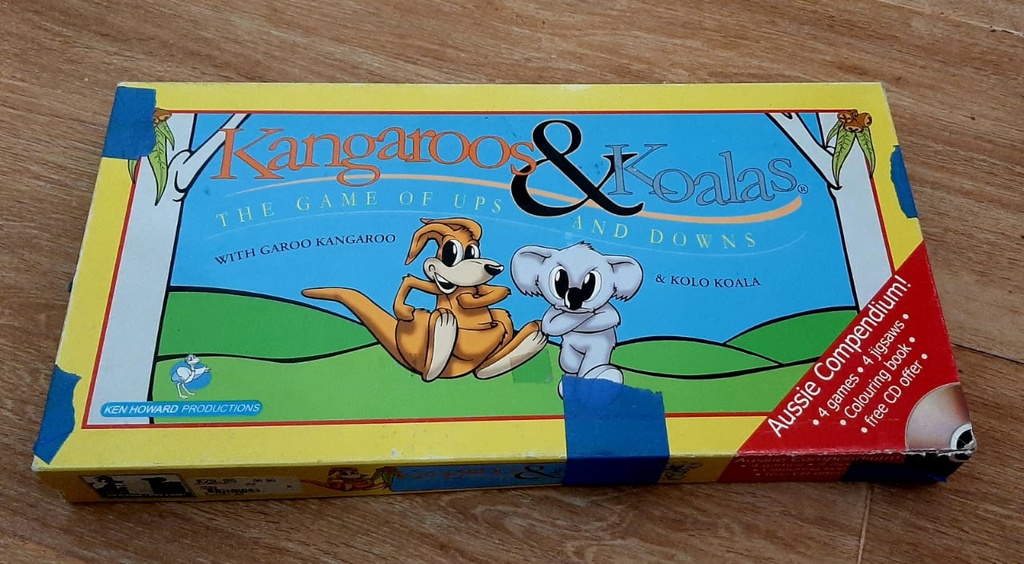 Kangaroos & Koalas®
THE GAME OF UPS AND DOWNS
WITH GAROO KANGAROO
& KOLO KOALA
KEN HOWARD PRODUCTIONS
Aussie Compendium!
• 4 games • 4 jigsaws •
• Colouring book •
• free CD offer •
&